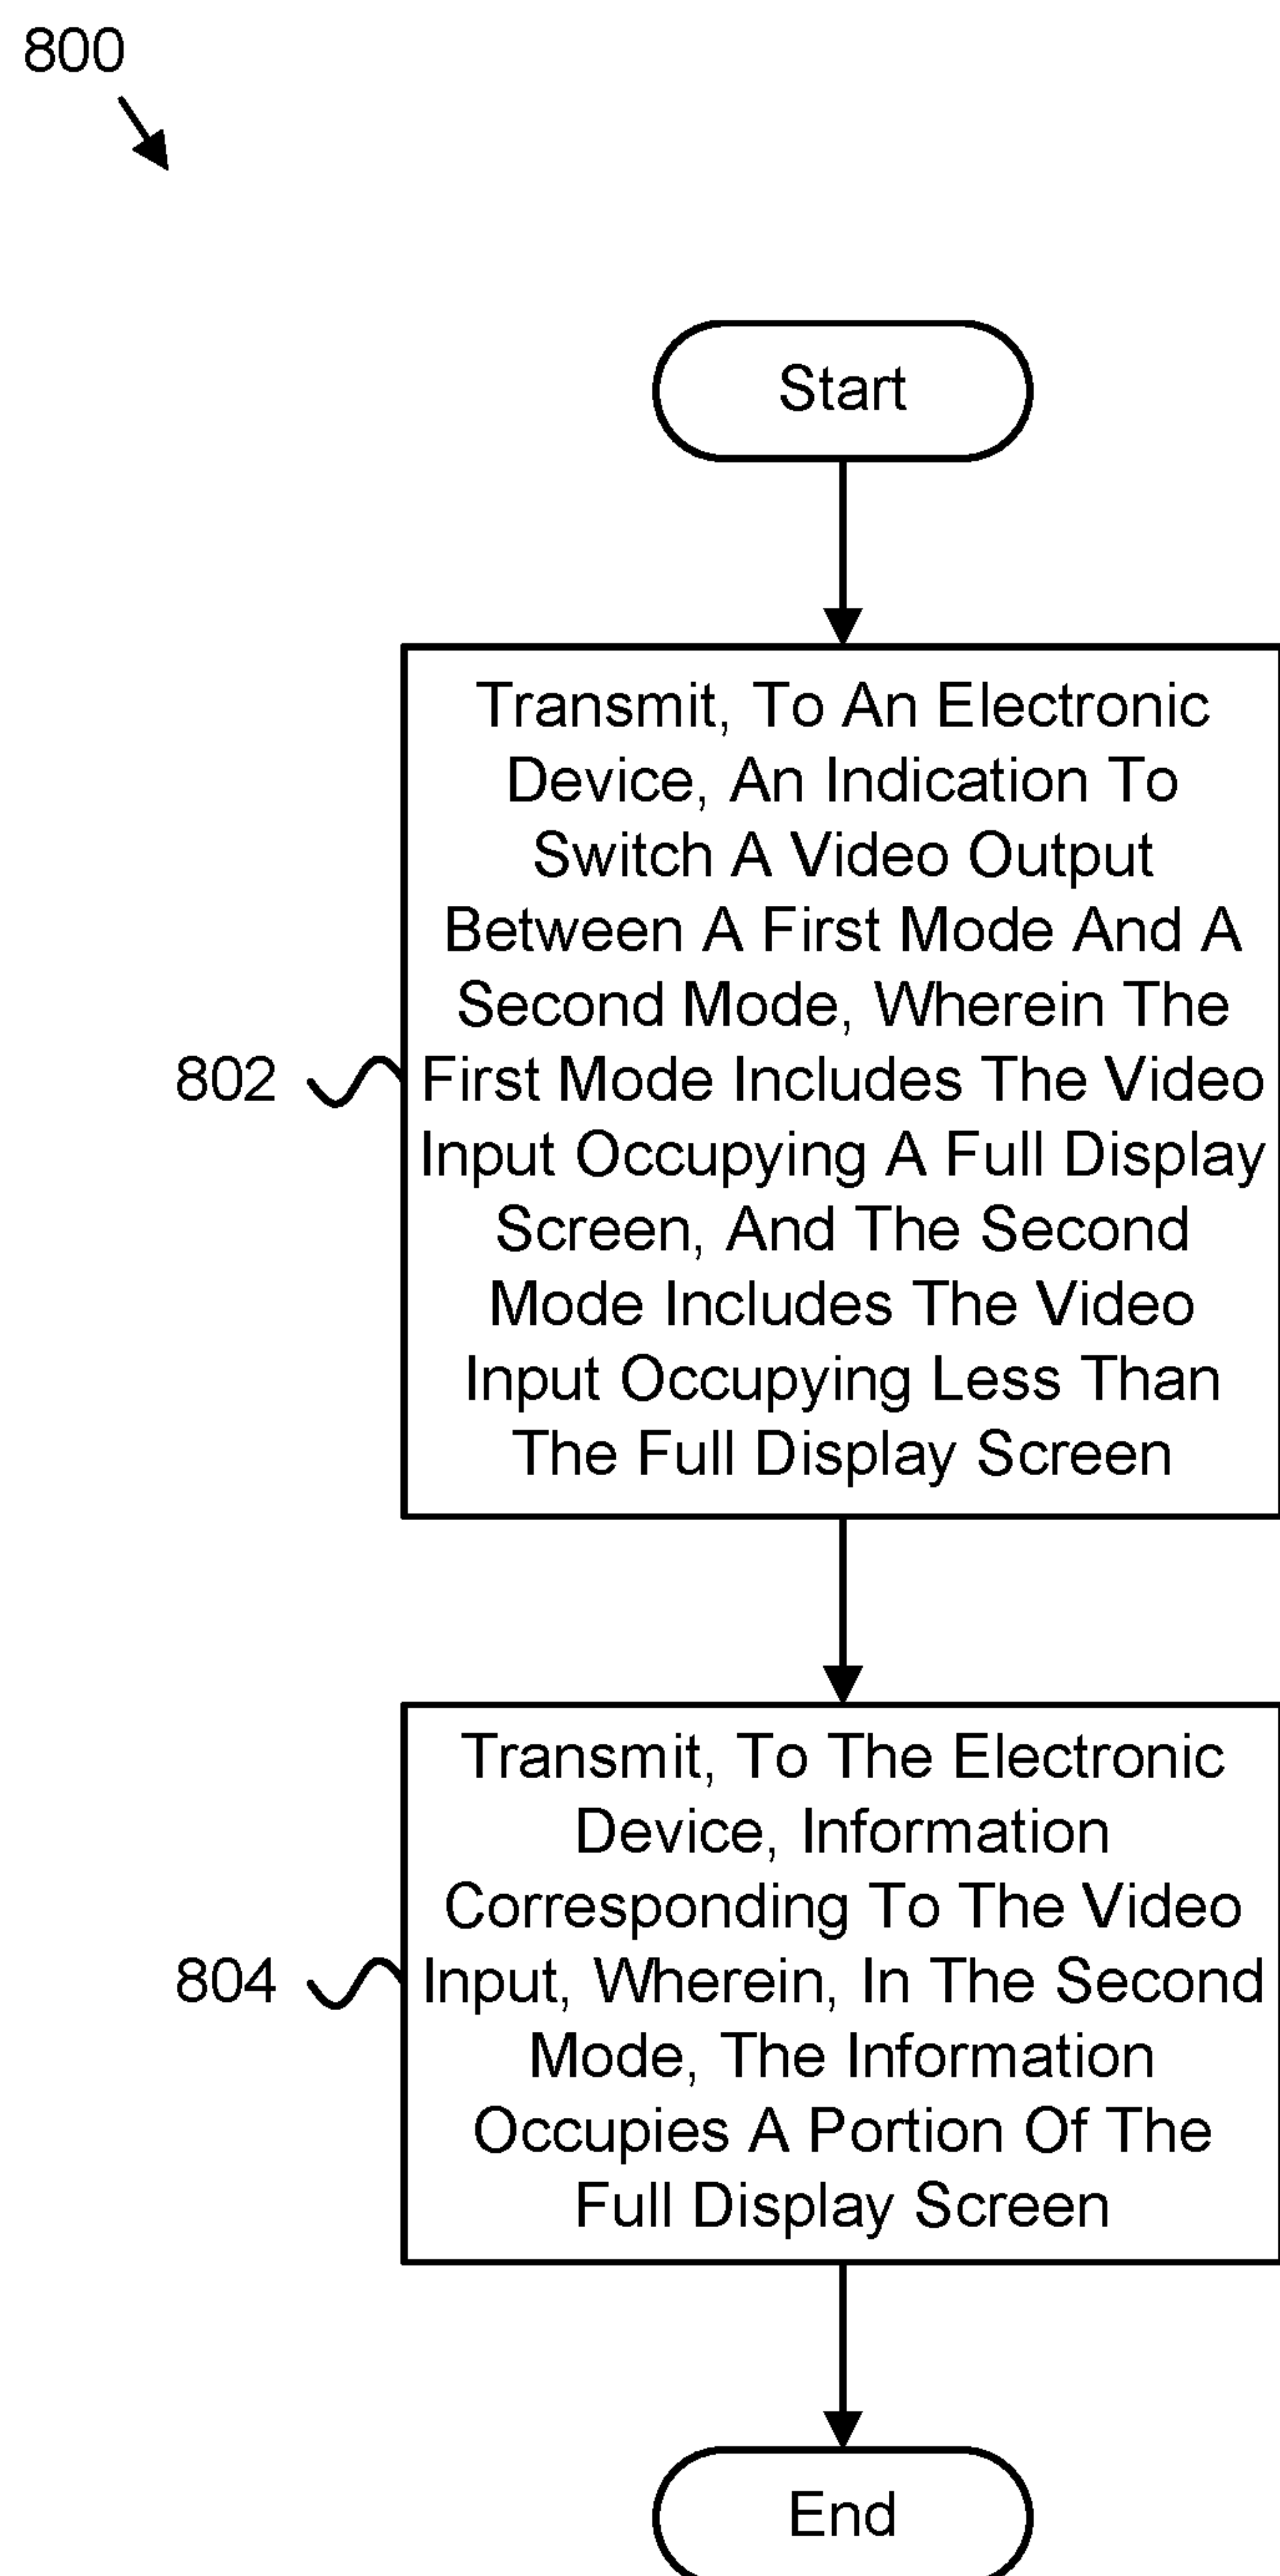 800
Start
Transmit, To An Electronic
Device, An Indication To
Switch A Video Output
Between A First Mode And A
Second Mode, Wherein The
First Mode Includes The Video
Input Occupying A Full Display
Screen, And The Second
Mode Includes The Video
Input Occupying Less Than
The Full Display Screen
802
Transmit, To The Electronic
Device, Information
Corresponding To The Video
Input, Wherein, In The Second
Mode, The Information
Occupies A Portion Of The
Full Display Screen
804
End